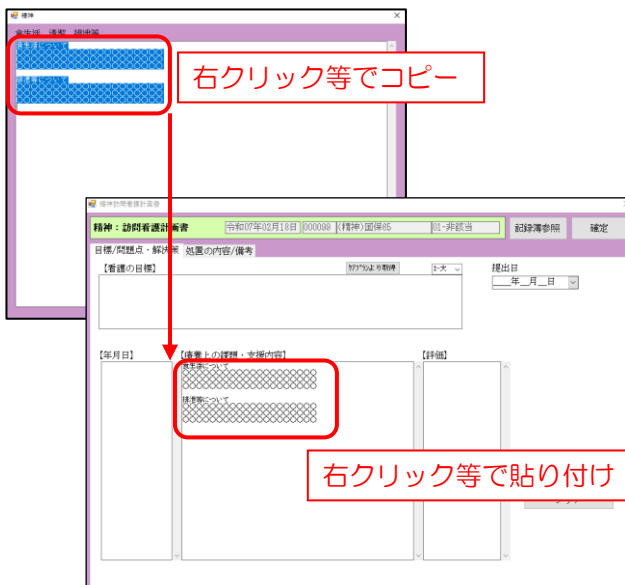 精神
食生活 清潔 排泄等
食生活について
○○○○○○○○○○○○○○○○○○○○
○○○○○○○○○○○○○○○○○○○○
排泄等について
○○○○○○○○○○○○○○○○○○○○
○○○○○○○○○○○○○○○○○○○○
右クリック等でコピー
精神訪問看護計画書
精神：訪問看護計画書 令和07年02月18日 000098 (精神)国保65 01-非該当 記録簿参照 確定
目標/問題点・解決策 処置の内容/備考
【看護の目標】 ｹｱﾌﾟﾗﾝより取得 1-大 提出日
__年_月_日
【年月日】 【療養上の課題・支援内容】 【評価】
食生活について
○○○○○○○○○○○○○○○○○○○○
○○○○○○○○○○○○○○○○○○○○
排泄等について
○○○○○○○○○○○○○○○○○○○○
○○○○○○○○○○○○○○○○○○○○
右クリック等で貼り付け